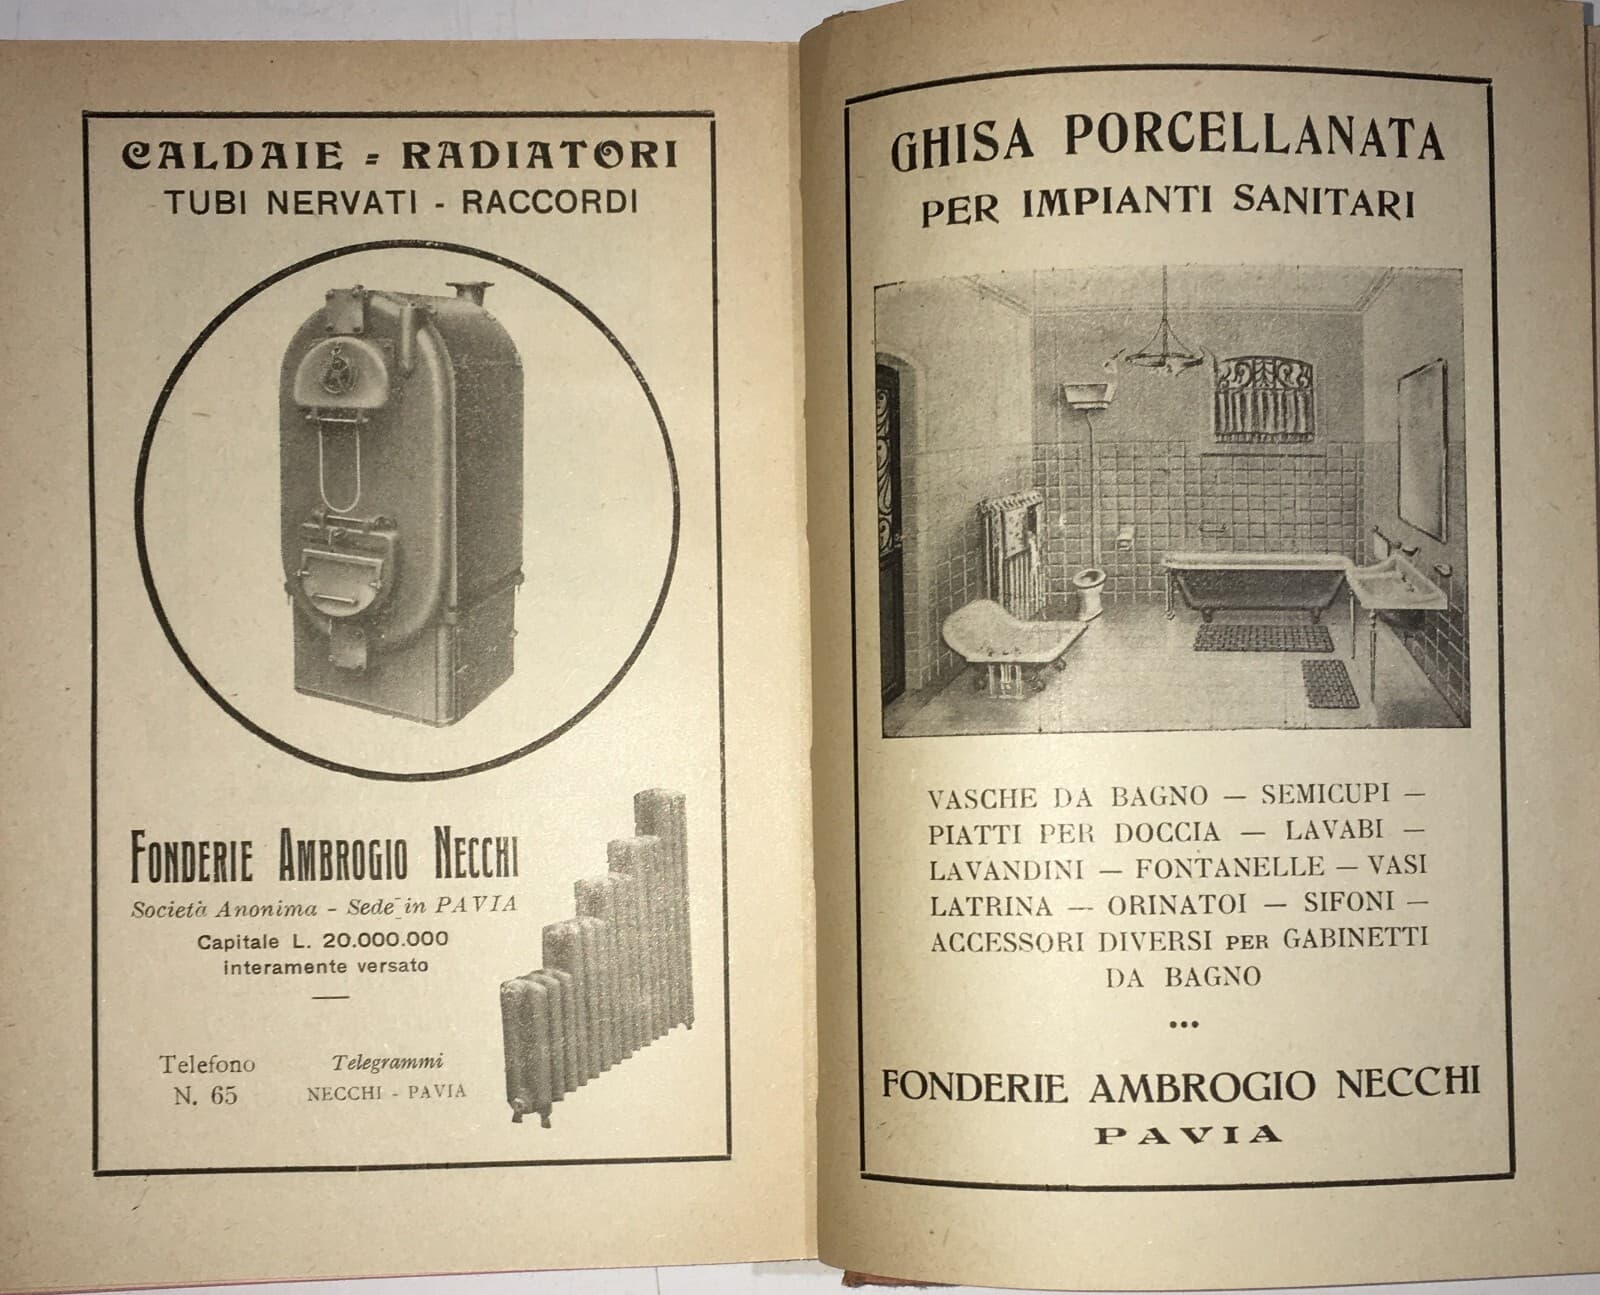 CALDAIE = RADIATORI
TUBI NERVATI - RACCORDI
FONDERIE AMBROGIO NECCHI
Società Anonima - Sede in PAVIA
Capitale L. 20.000.000
interamente versato
Telefono
N. 65
Telegrammi
NECCHI - PAVIA
GHISA PORCELLANATA
PER IMPIANTI SANITARI
VASCHE DA BAGNO — SEMICUPI —
PIATTI PER DOCCIA — LAVABI —
LAVANDINI — FONTANELLE — VASI
LATRINA — ORINATOI — SIFONI —
ACCESSORI DIVERSI PER GABINETTI
DA BAGNO
•••
FONDERIE AMBROGIO NECCHI
PAVIA